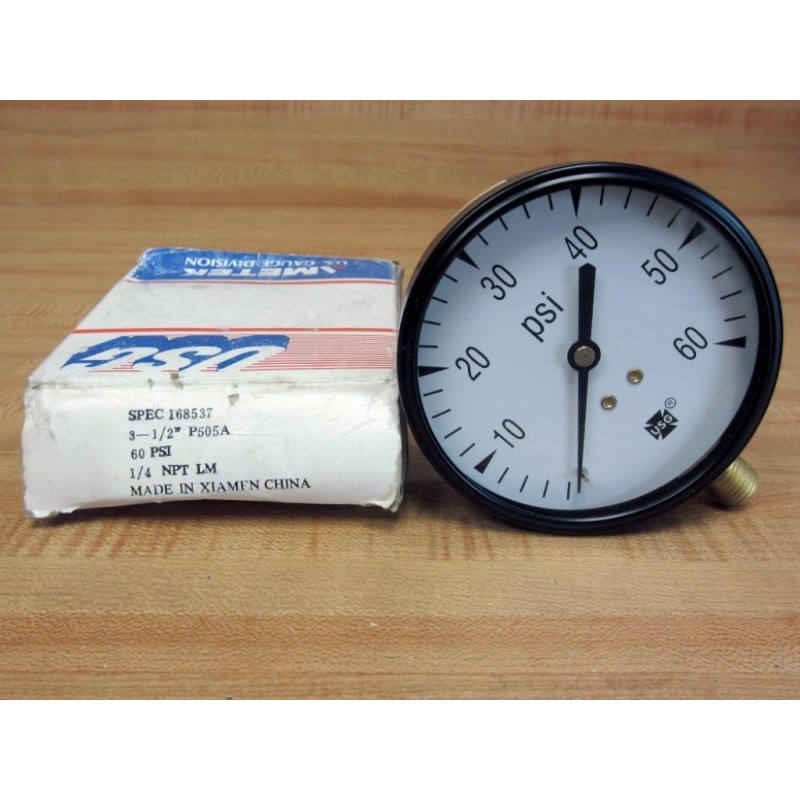 AMETEK
U.S. GAUGE DIVISION
USG
SPEC 168537
3-1/2" P505A
60 PSI
1/4 NPT LM
MADE IN XIAMEN CHINA
10
20
30
40
50
60
psi
USG ®